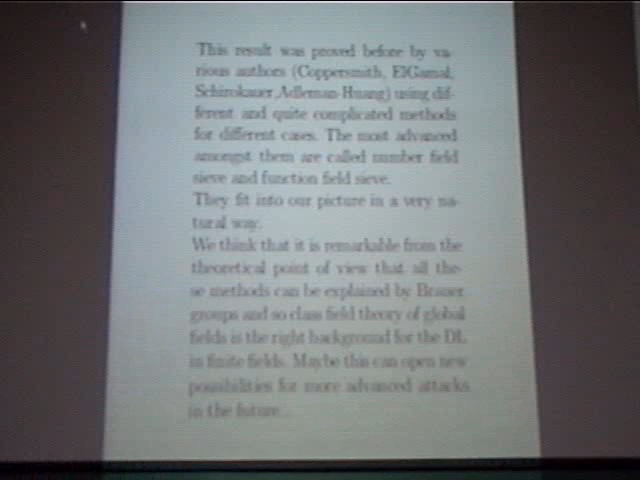 This result was proved before by va-
rious authors (Coppersmith, ElGamal,
Schirokauer ,Adleman-Huang) using dif-
ferent and quite complicated methods
for different cases. The most advanced
amongst them are called number field
sieve and function field sieve.
They fit into our picture in a very na-
tural way.
We think that it is remarkable from the
theoretical point of view that all the-
se methods can be explained by Brauer
groups and so class field theory of global
fields is the right background for the DL
in finite fields. Maybe this can open new
possibilities for more advanced attacks
in the future.